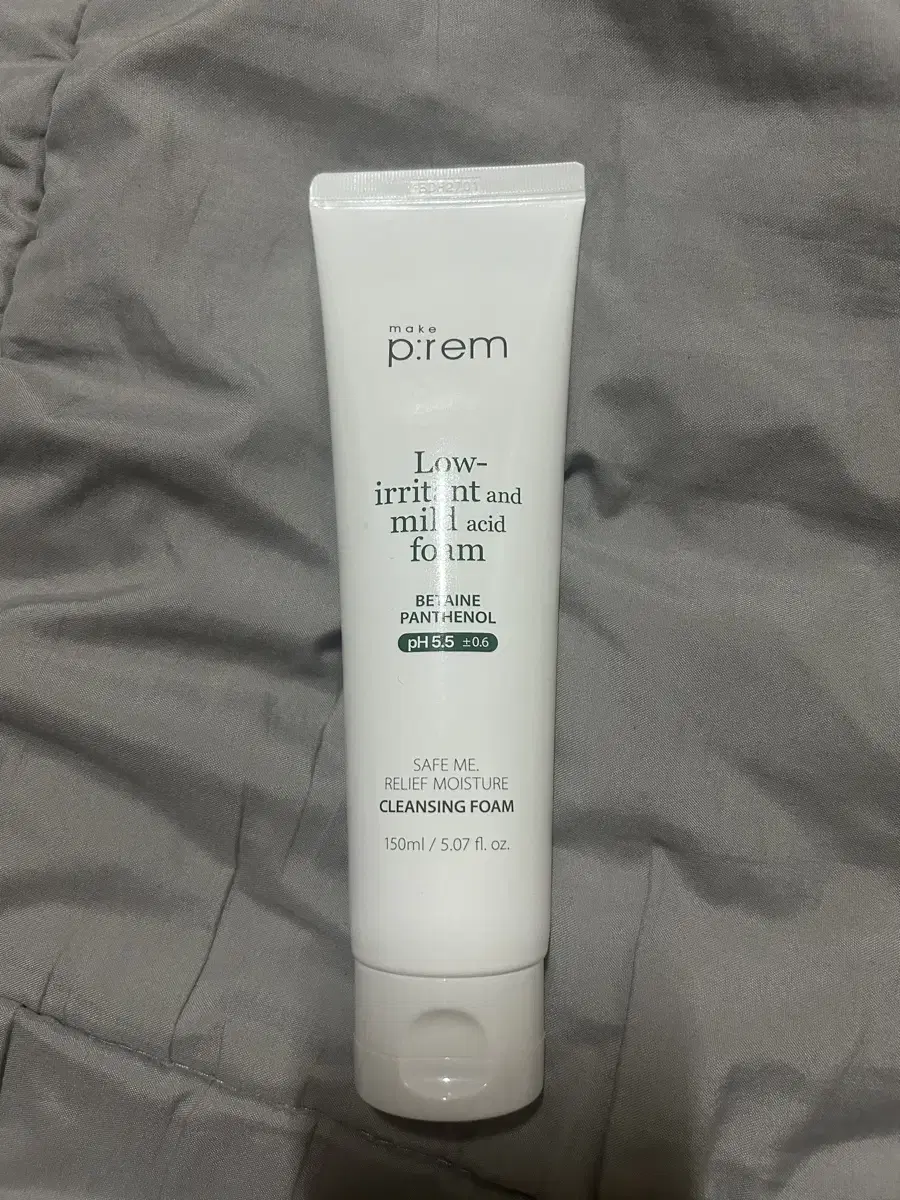 make
p:rem
Low-
irritant and
mild acid
foam
BETAINE
PANTHENOL
pH 5.5 ±0.6
SAFE ME.
RELIEF MOISTURE
CLEANSING FOAM
150ml / 5.07 fl. oz.